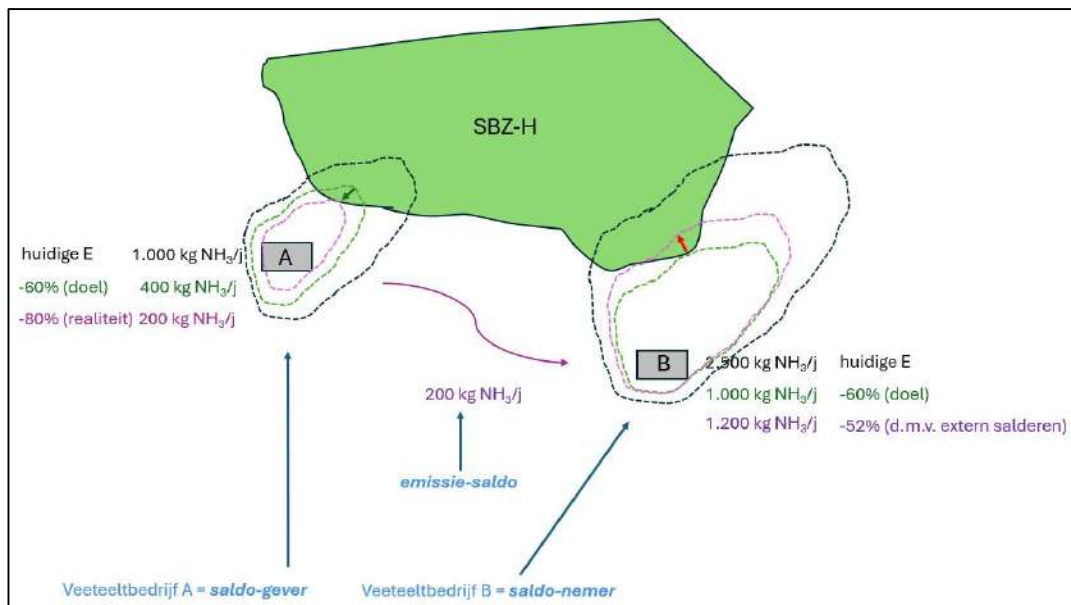 SBZ-H
A
huidige E 1.000 kg NH₃/j
-60% (doel) 400 kg NH₃/j
-80% (realiteit) 200 kg NH₃/j
B
2.500 kg NH₃/j huidige E
1.000 kg NH₃/j -60% (doel)
1.200 kg NH₃/j -52% (d.m.v. extern salderen)
200 kg NH₃/j
emissie-saldo
Veeteeltbedrijf A = saldo-gever
Veeteeltbedrijf B = saldo-nemer